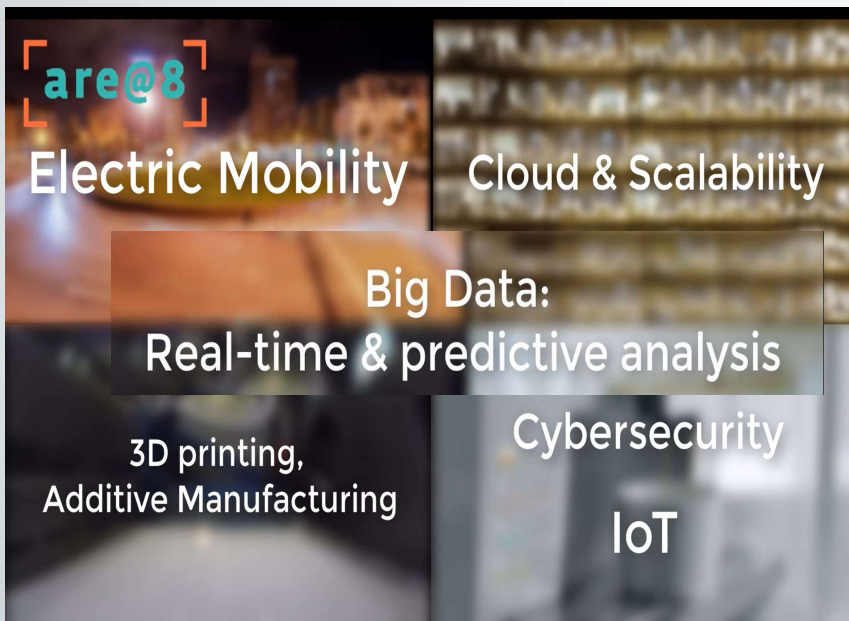 are@8
Electric Mobility
Cloud & Scalability
Big Data:
Real-time & predictive analysis
3D printing,
Additive Manufacturing
Cybersecurity
IoT